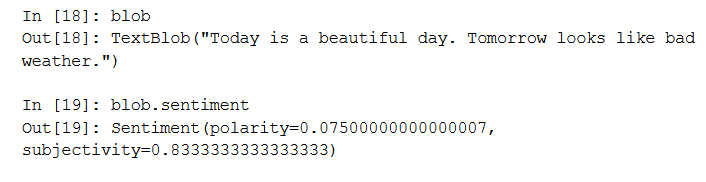 In [18]: blob
Out[18]: TextBlob("Today is a beautiful day. Tomorrow looks like bad
weather.")
In [19]: blob.sentiment
Out[19]: Sentiment(polarity=0.07500000000000007,
subjectivity=0.8333333333333333)